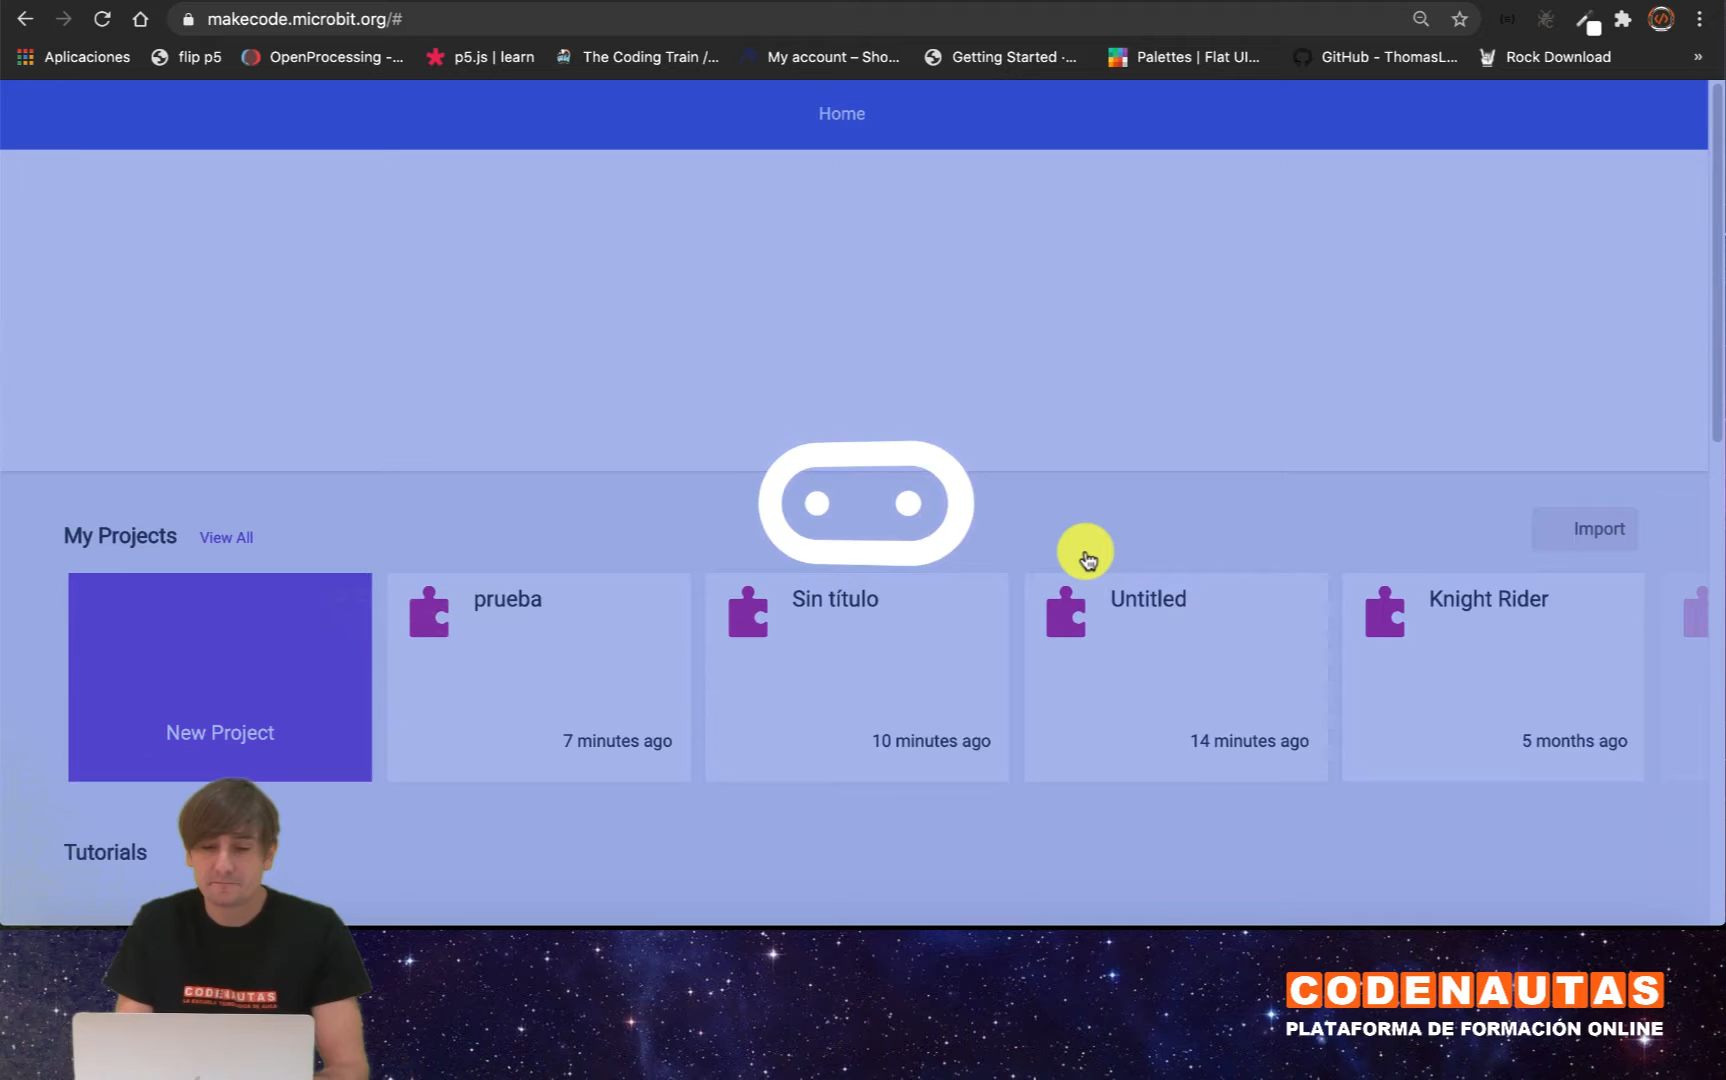 makecode.microbit.org/#
Aplicaciones flip p5 OpenProcessing -... p5.js | learn The Coding Train /... My account – Sho... Getting Started ·... Palettes | Flat UI... GitHub - ThomasL... Rock Download »
Home
My Projects View All Import
prueba Sin título Untitled Knight Rider
New Project
7 minutes ago 10 minutes ago 14 minutes ago 5 months ago
Tutorials
CODENAUTAS
CODENAUTAS
PLATAFORMA DE FORMACIÓN ONLINE